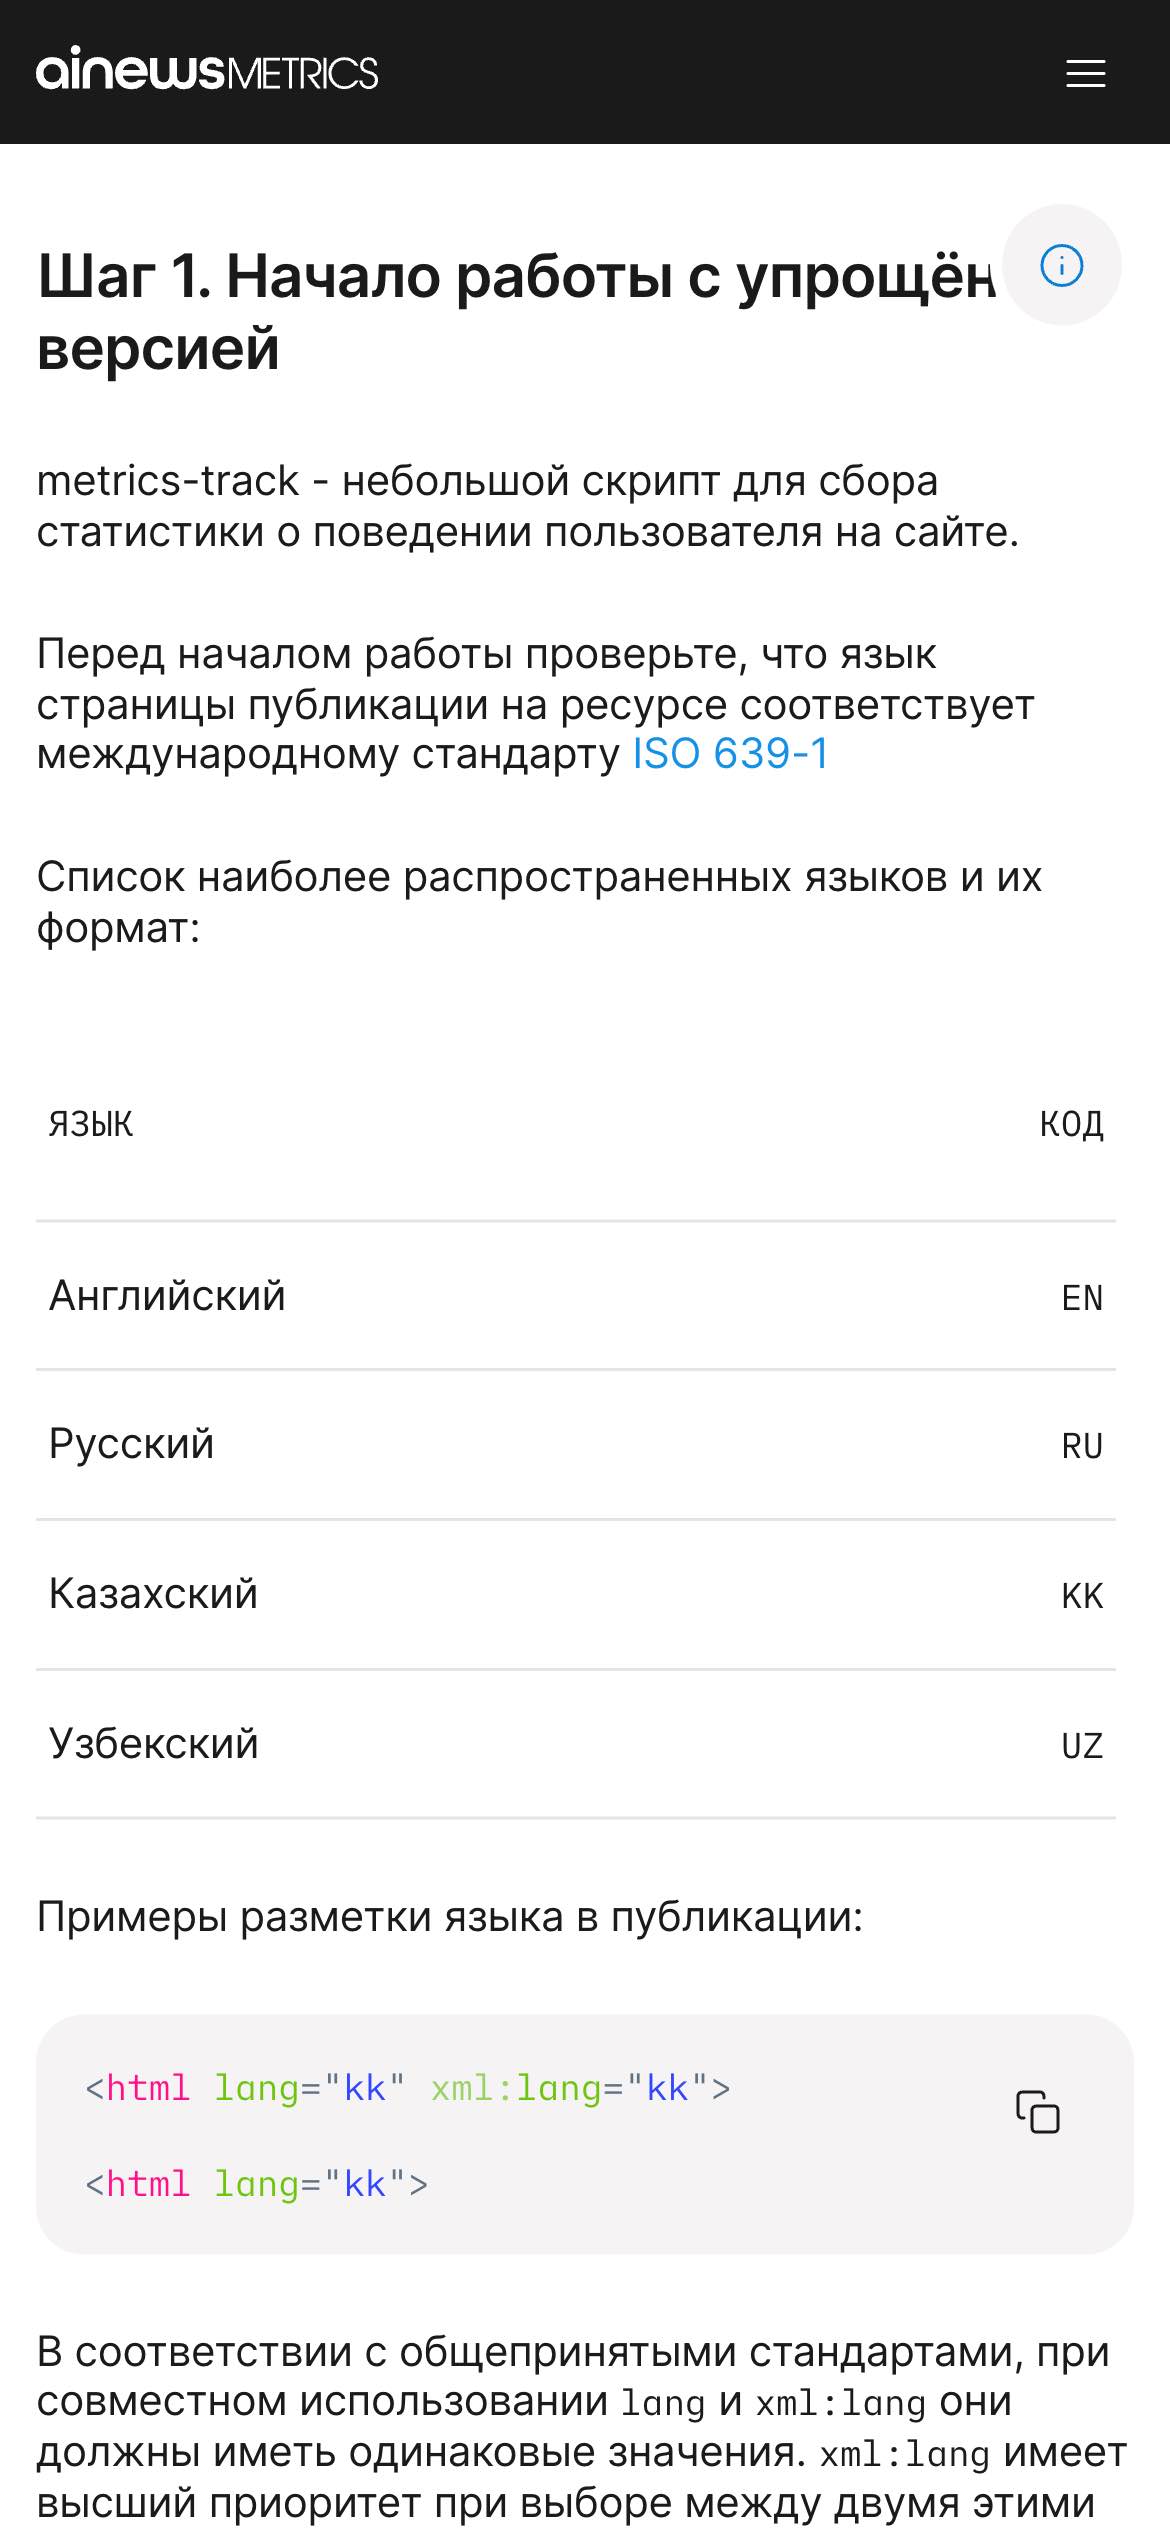 ainewsMETRICS
Шаг 1. Начало работы с
версией
metrics-track - небольшой скрипт для сбора
статистики о поведении пользователя на сайте.
Перед началом работы проверьте, что язык
страницы публикации на ресурсе соответствует
международному стандарту ISO 639-1
Список наиболее распространенных языков и их
формат:
ЯЗЫК КОД
Английский EN
Русский RU
Казахский KK
Узбекский UZ
Примеры разметки языка в публикации:
<html lang="kk" xml:lang="kk">
<html lang="kk">
В соответствии с общепринятыми стандартами, при
совместном использовании lang и xml:lang они
должны иметь одинаковые значения. xml:lang имеет
высший приоритет при выборе между двумя этими